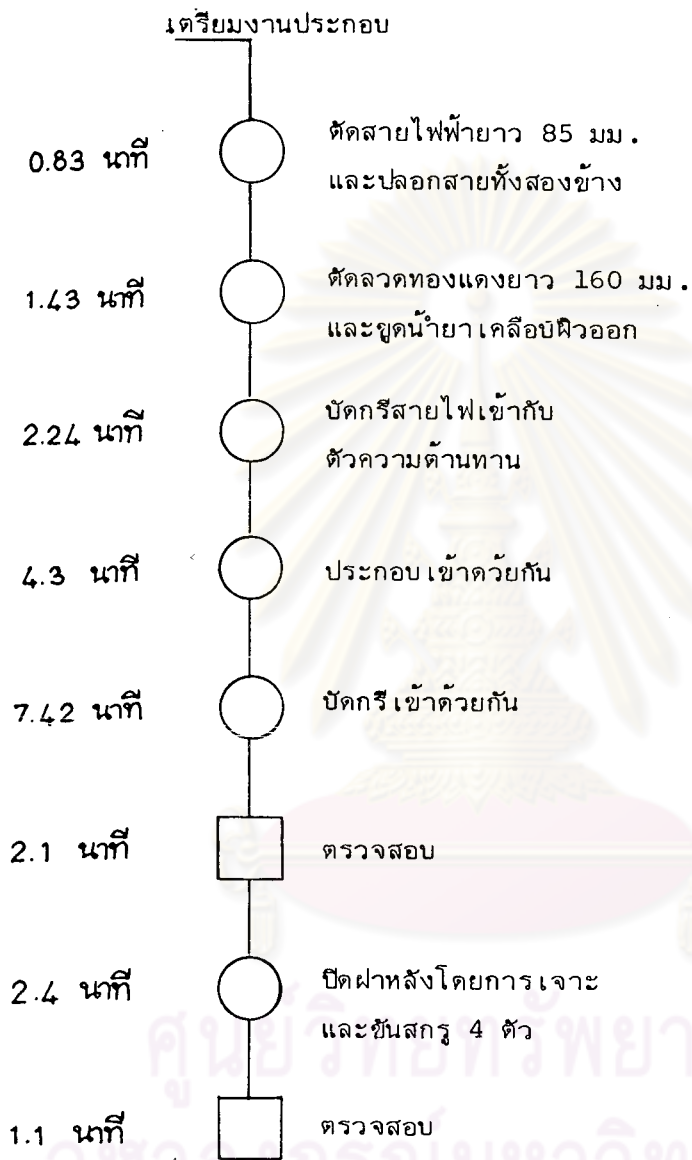 เตรียมงานประกอบ
0.83 นาที
ตัดสายไฟฟ้ายาว 85 มม.
และปลอกสายทั้งสองข้าง
1.43 นาที
ตัดลวดทองแดงยาว 160 มม.
และขูดน้ำยาเคลือบผิวออก
2.24 นาที
บัดกรีสายไฟเข้ากับ
ตัวความต้านทาน
4.3 นาที
ประกอบเข้าด้วยกัน
7.42 นาที
บัดกรีเข้าด้วยกัน
2.1 นาที
ตรวจสอบ
2.4 นาที
ปิดฝาหลังโดยการเจาะ
และขันสกรู 4 ตัว
ศูนย์วิทยทรัพยา
1.1 นาที
ตรวจสอบ